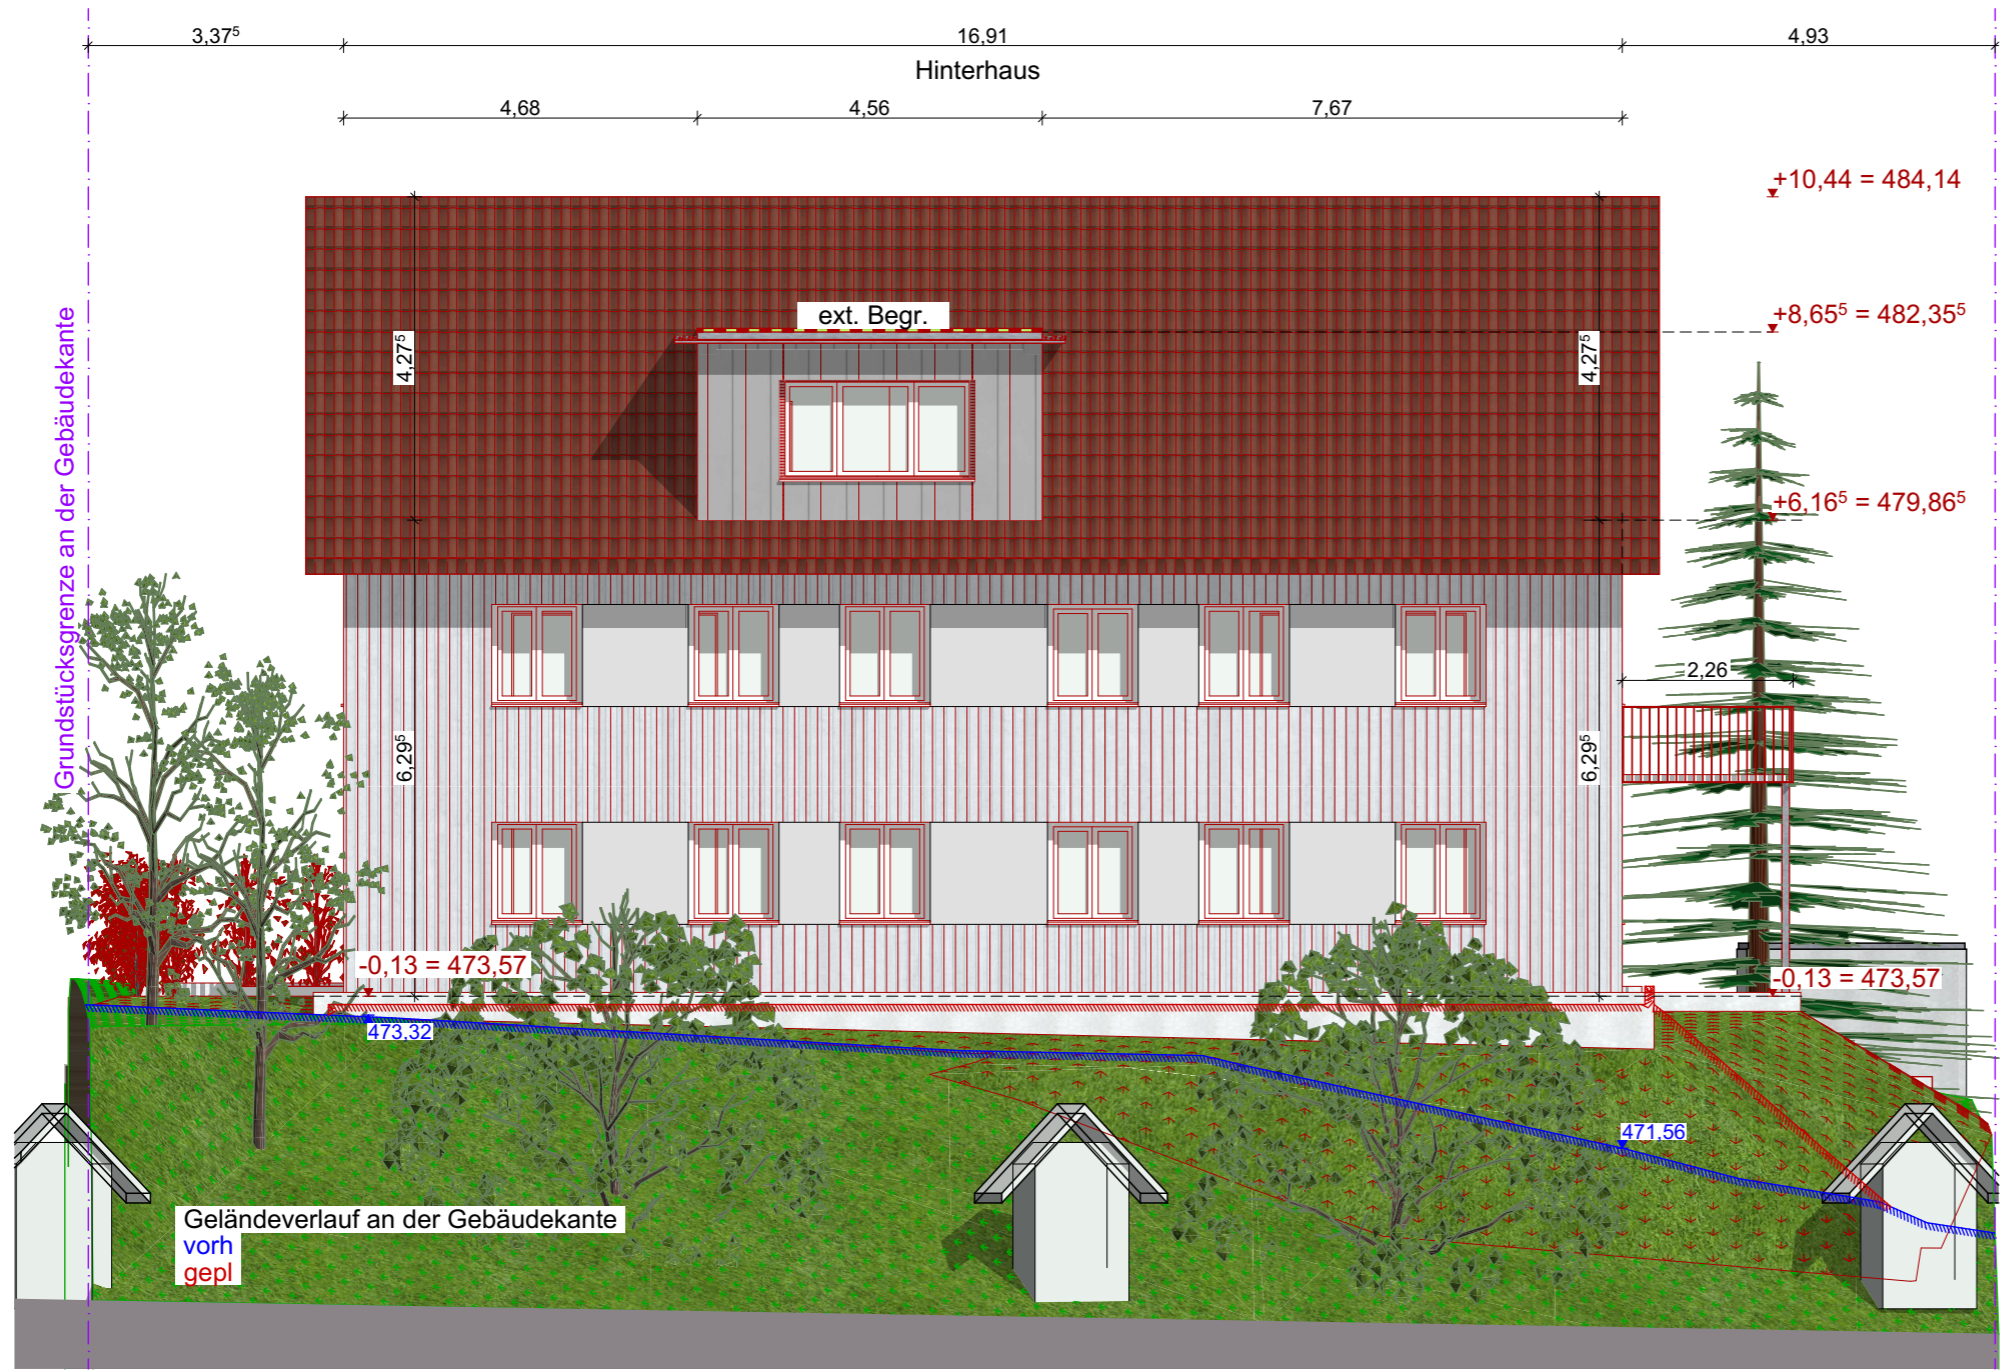 3,37⁵
16,91
4,93
Hinterhaus
4,68
4,56
7,67
+10,44 = 484,14
ext. Begr.
+8,65⁵ = 482,35⁵
4,27⁵
4,27⁵
Grundstücksgrenze an der Gebäudekante
+6,16⁵ = 479,86⁵
2,26
6,29⁵
6,29⁵
-0,13 = 473,57
-0,13 = 473,57
473,32
471,56
Geländeverlauf an der Gebäudekante
vorh
gepl